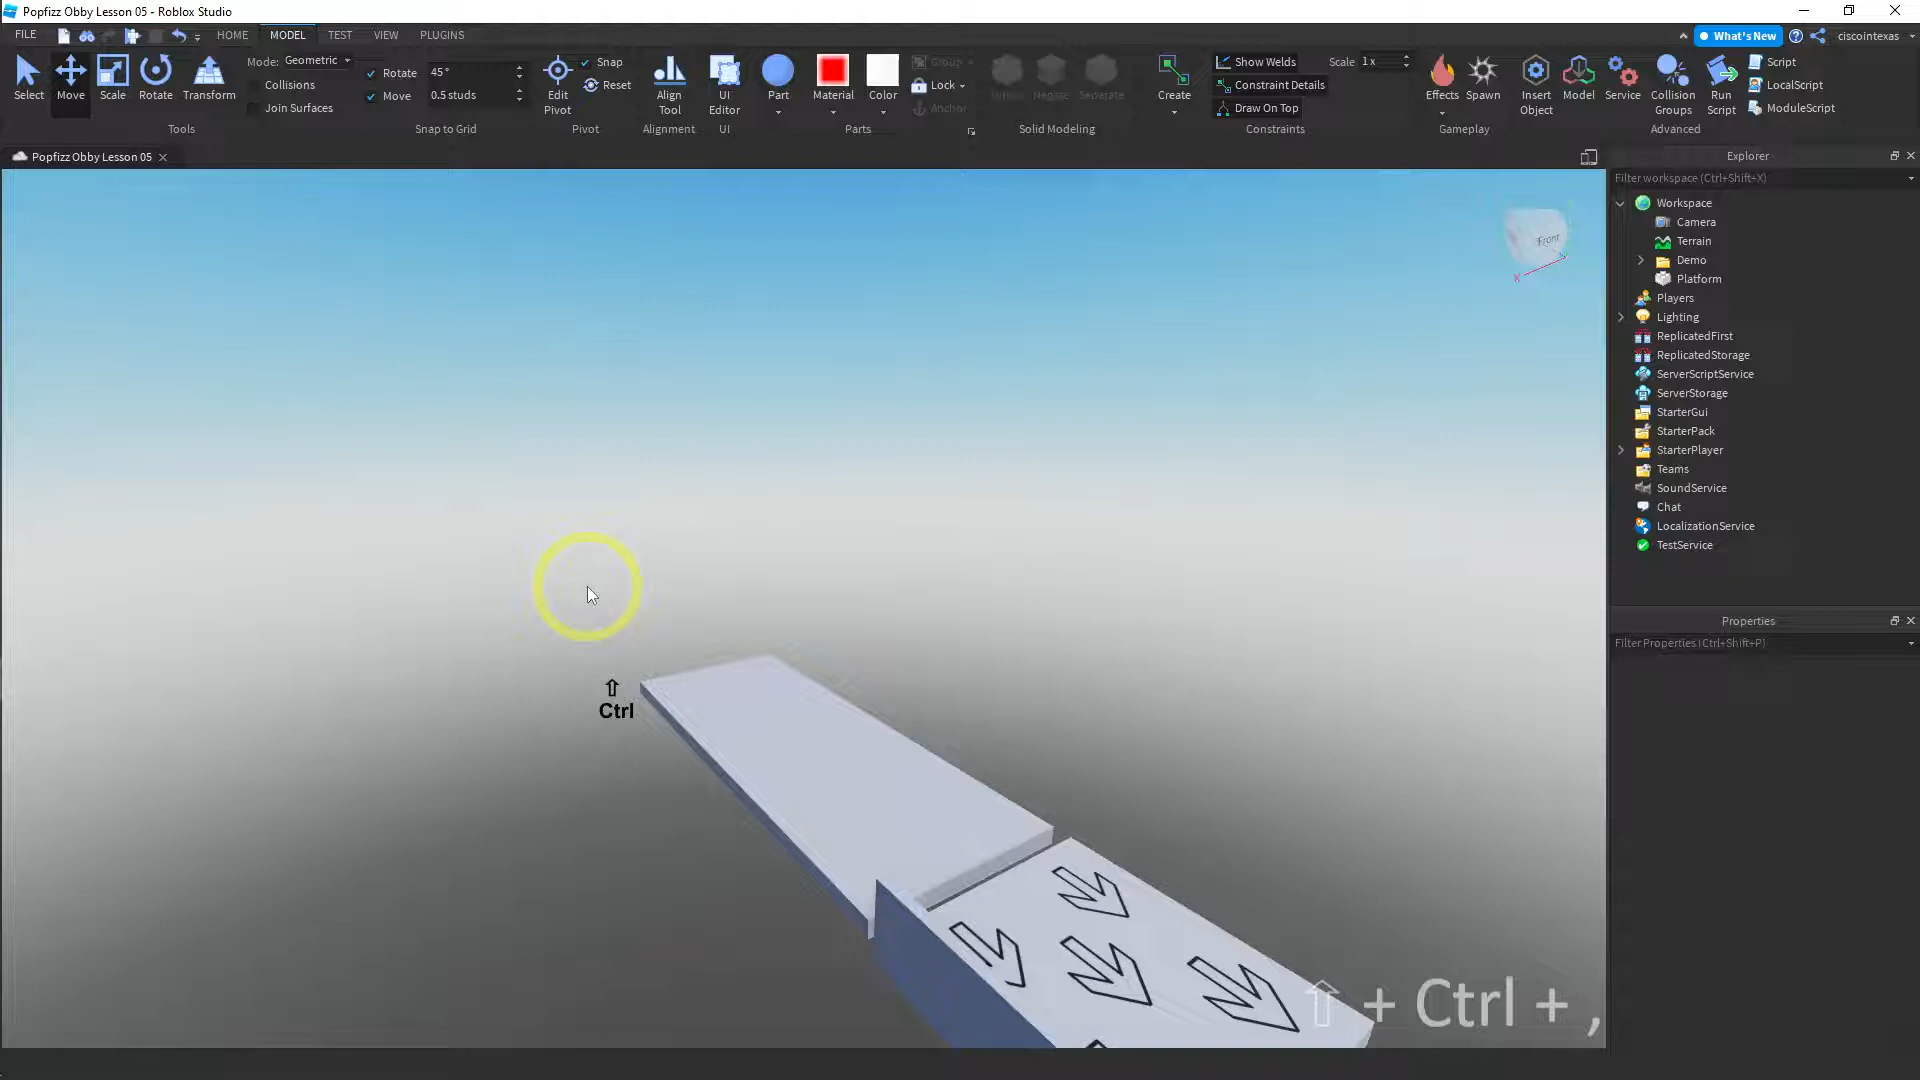 Popfizz Obby Lesson 05 - Roblox Studio
FILE
HOME
MODEL
TEST
VIEW
PLUGINS
What's New
ciscointexas
Select
Move
Scale
Rotate
Transform
Tools
Mode: Geometric
Collisions
Join Surfaces
Rotate 45°
Move 0.5 studs
Snap to Grid
Edit
Pivot
Snap
Reset
Pivot
Align
Tool
Alignment
UI
Editor
UI
Part
Material
Color
Group
Lock
Anchor
Parts
Union
Negate
Separate
Solid Modeling
Create
Show Welds
Scale 1x
Constraint Details
Draw On Top
Constraints
Effects
Spawn
Gameplay
Insert
Object
Model
Service
Collision
Groups
Run
Script
Script
LocalScript
ModuleScript
Advanced
Popfizz Obby Lesson 05
Explorer
Filter workspace (Ctrl+Shift+X)
Workspace
Camera
Terrain
Demo
Platform
Players
Lighting
ReplicatedFirst
ReplicatedStorage
ServerScriptService
ServerStorage
StarterGui
StarterPack
StarterPlayer
Teams
SoundService
Chat
LocalizationService
TestService
Properties
Filter Properties (Ctrl+Shift+P)
Front
X
⇧
Ctrl
⇧ + Ctrl + ,